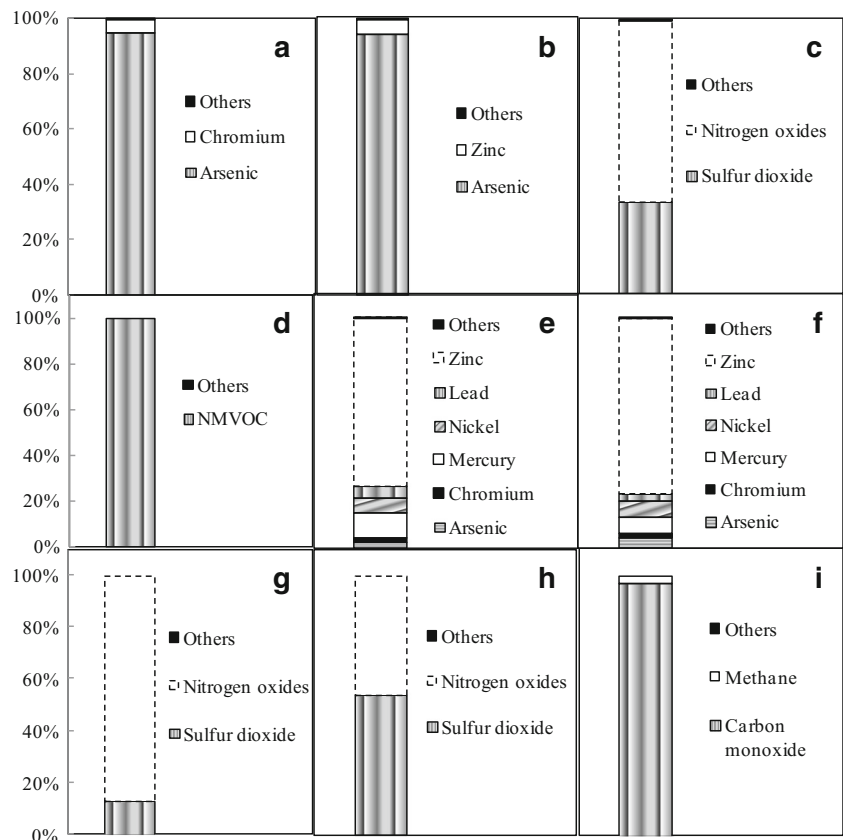 100%
80%
60%
40%
20%
0%
a
Others
Chromium
Arsenic
b
Others
Zinc
Arsenic
c
Others
Nitrogen oxides
Sulfur dioxide
100%
80%
60%
40%
20%
0%
d
Others
NMVOC
e
Others
Zinc
Lead
Nickel
Mercury
Chromium
Arsenic
f
Others
Zinc
Lead
Nickel
Mercury
Chromium
Arsenic
100%
80%
60%
40%
20%
0%
g
Others
Nitrogen oxides
Sulfur dioxide
h
Others
Nitrogen oxides
Sulfur dioxide
i
Others
Methane
Carbon
monoxide